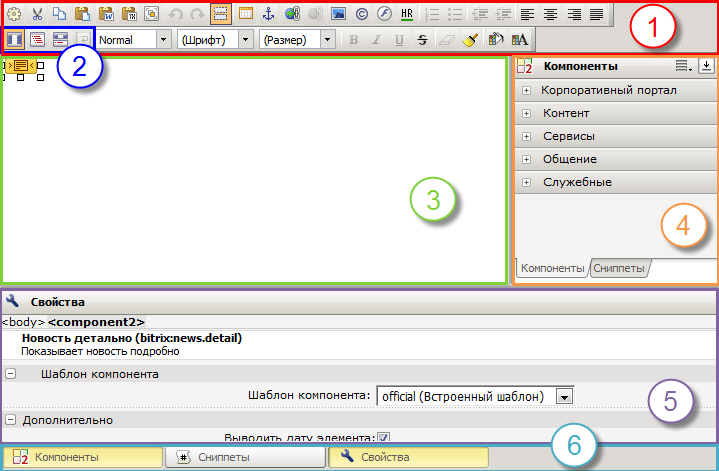 HR
1
Normal
(Шрифт)
(Размер)
B I U S
A
2
3
2 Компоненты
Корпоративный портал
Контент
Сервисы
Общение
Служебные
4
Компоненты Сниппеты
Свойства
<body> <component2>
Новость детально (bitrix:news.detail)
Показывает новость подробно
Шаблон компонента
Шаблон компонента: official (Встроенный шаблон)
5
Дополнительно
Выводить дату элемента:
6
2 Компоненты
# Сниппеты
Свойства